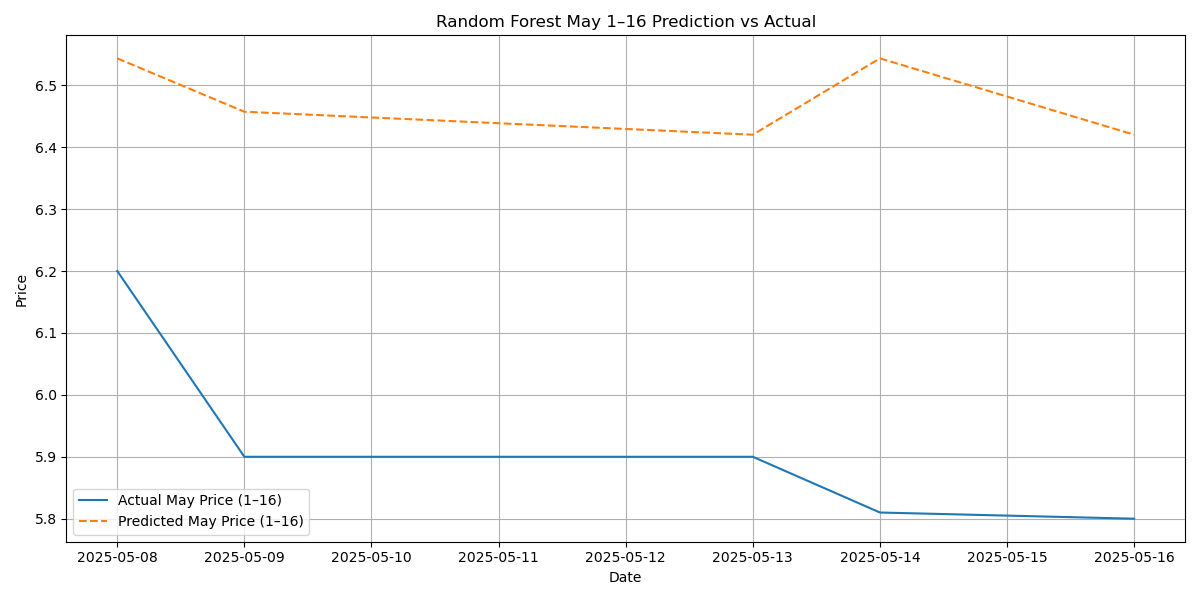 Random Forest May 1–16 Prediction vs Actual
Price
6.5
6.4
6.3
6.2
6.1
6.0
5.9
5.8
Actual May Price (1–16)
Predicted May Price (1–16)
2025-05-08 2025-05-09 2025-05-10 2025-05-11 2025-05-12 2025-05-13 2025-05-14 2025-05-15 2025-05-16
Date